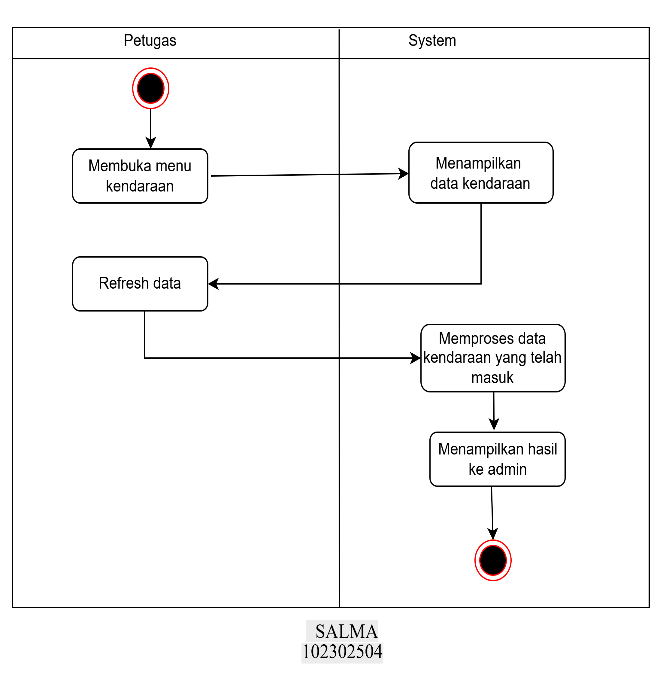 Petugas
System
Membuka menu
kendaraan
Menampilkan
data kendaraan
Refresh data
Memproses data
kendaraan yang telah
masuk
Menampilkan hasil
ke admin
SALMA
102302504